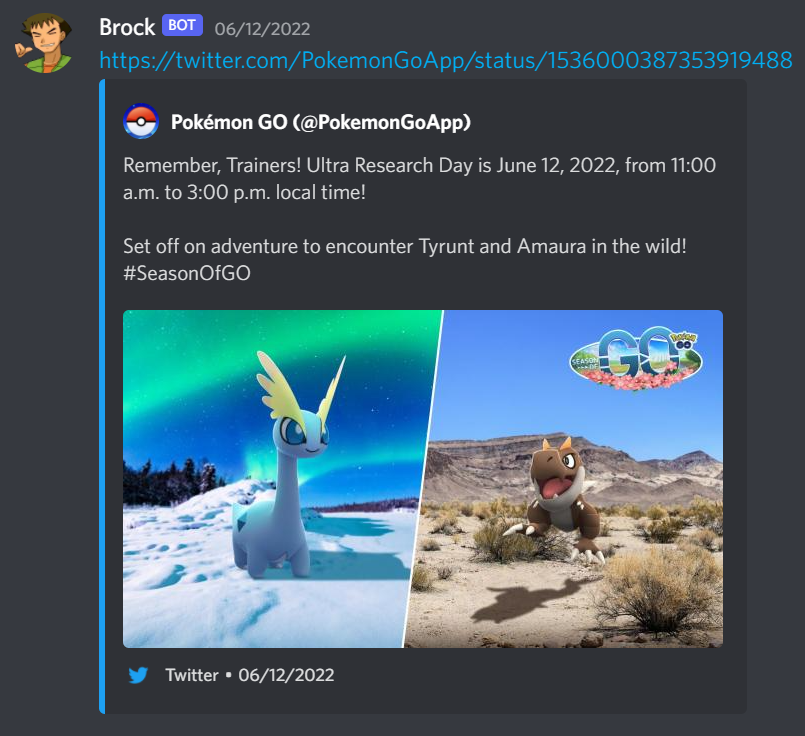 Brock BOT 06/12/2022
https://twitter.com/PokemonGoApp/status/1536000387353919488
Pokémon GO (@PokemonGoApp)
Remember, Trainers! Ultra Research Day is June 12, 2022, from 11:00
a.m. to 3:00 p.m. local time!
Set off on adventure to encounter Tyrunt and Amaura in the wild!
#SeasonOfGO
Pokémon
GO
SEASON
OF
GO
Twitter • 06/12/2022